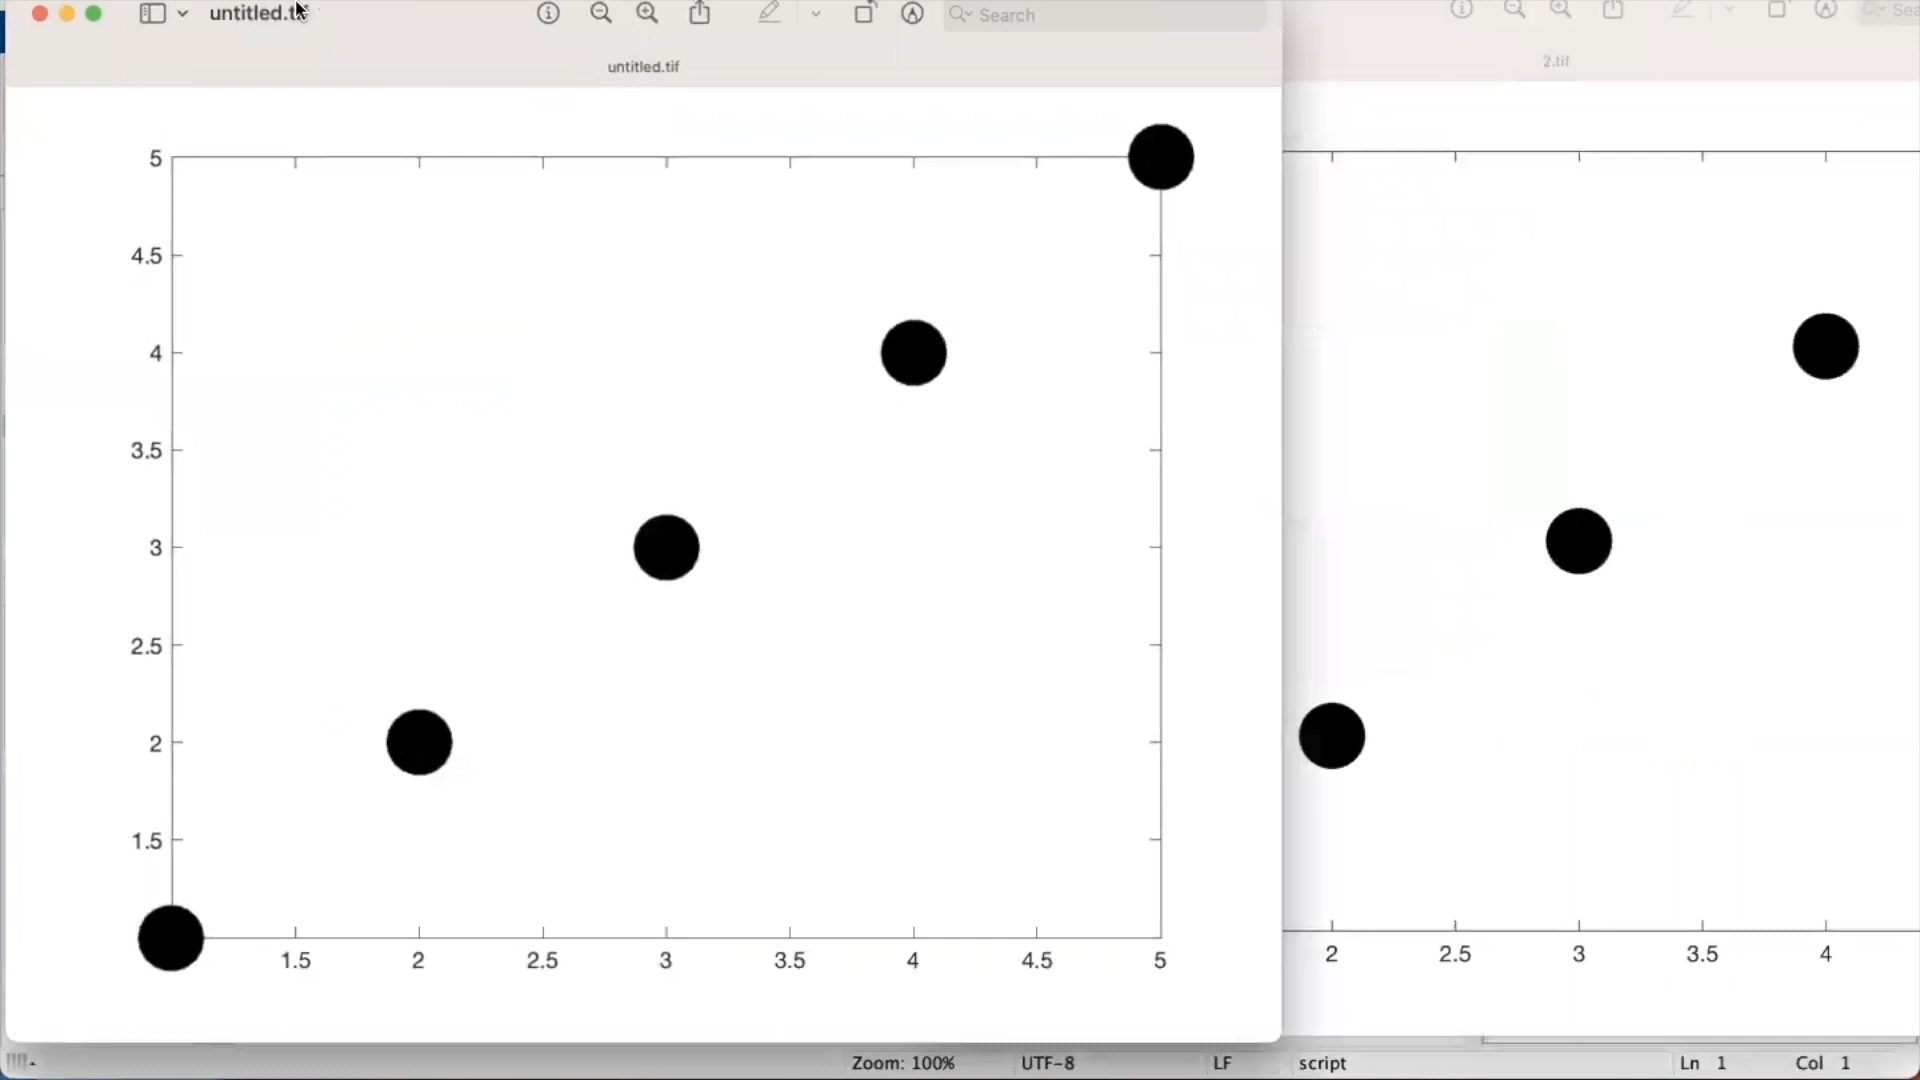 untitled.tif
Search
untitled.tif
5
4.5
4
3.5
3
2.5
2
1.5
1.5 2 2.5 3 3.5 4 4.5 5
2.tif
2 2.5 3 3.5 4
Zoom: 100% UTF-8 LF script Ln 1 Col 1